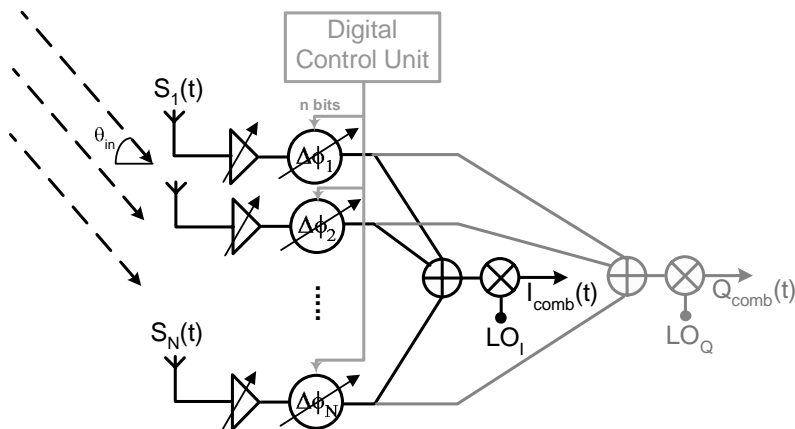 Digital
Control Unit
S₁(t)
n bits
θin
Δϕ₁
Δϕ₂
Icomb(t)
Qcomb(t)
LOI
LOQ
SN(t)
ΔϕN